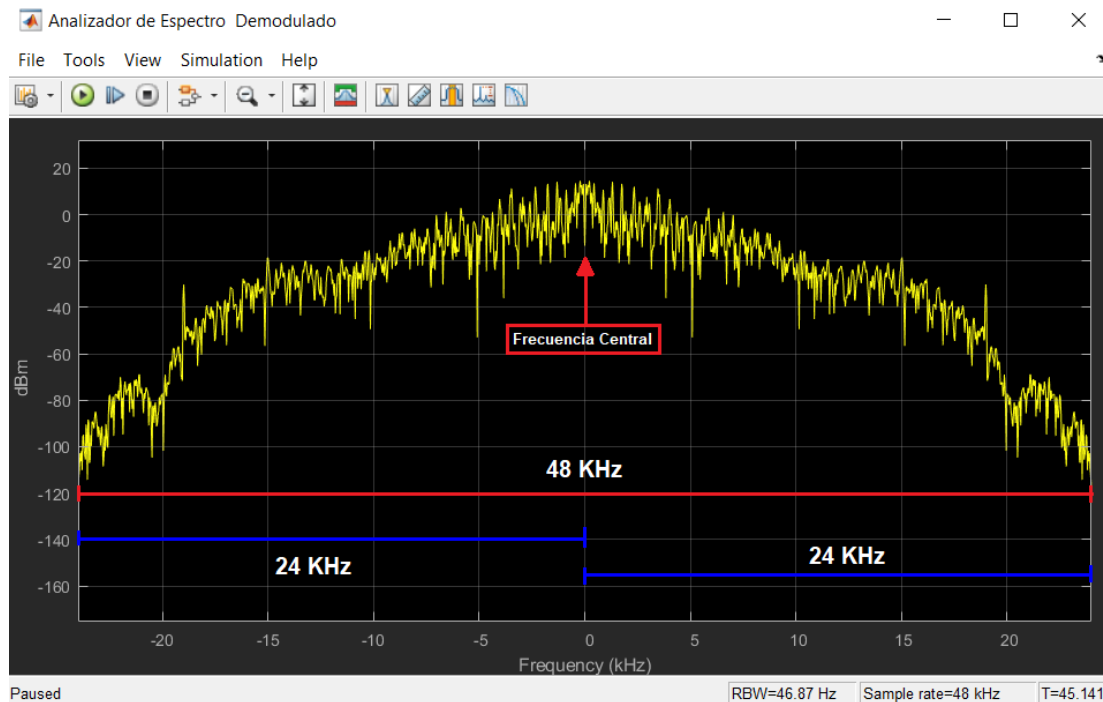 Analizador de Espectro Demodulado
File Tools View Simulation Help
20
0
-20
-40
-60
-80
-100
-120
-140
-160
dBm
Frecuencia Central
48 KHz
24 KHz
24 KHz
-20 -15 -10 -5 0 5 10 15 20
Frequency (kHz)
Paused RBW=46.87 Hz Sample rate=48 kHz T=45.141